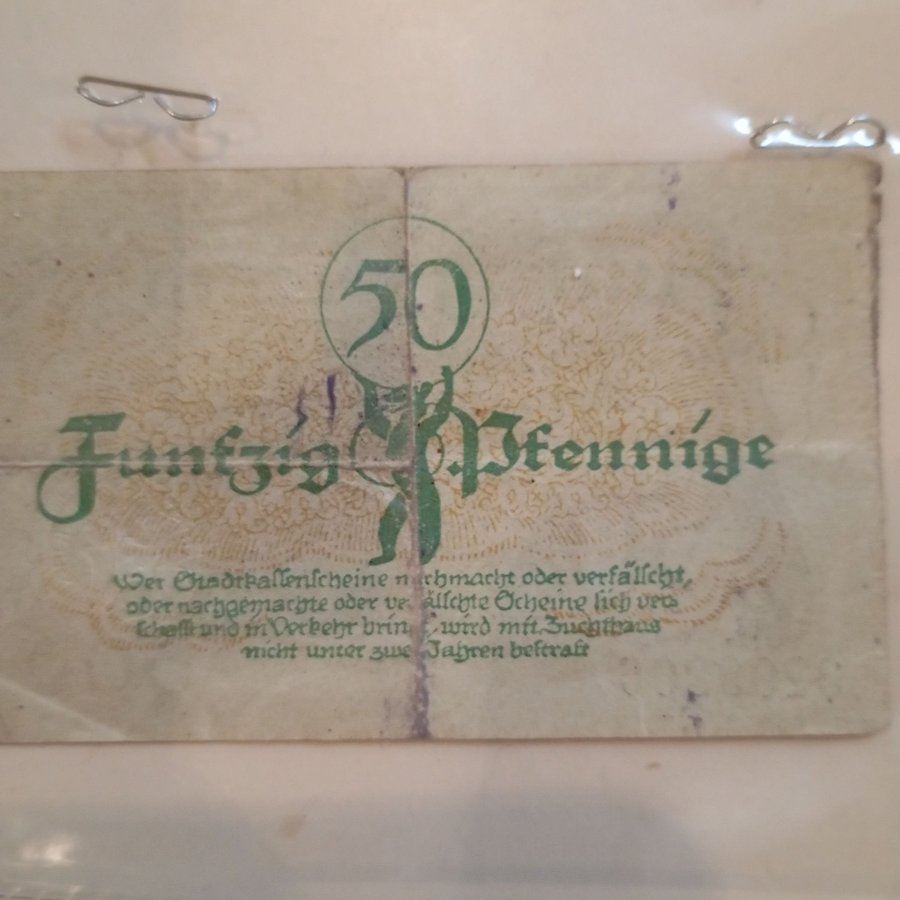 50
Funfzig Pfennige
Wer Stadtkassenscheine nachmacht oder verfälscht,
oder nachgemachte oder verfälschte Scheine sich ver-
schafft und in Verkehr bringt, wird mit Zuchthaus
nicht unter zwei Jahren bestraft